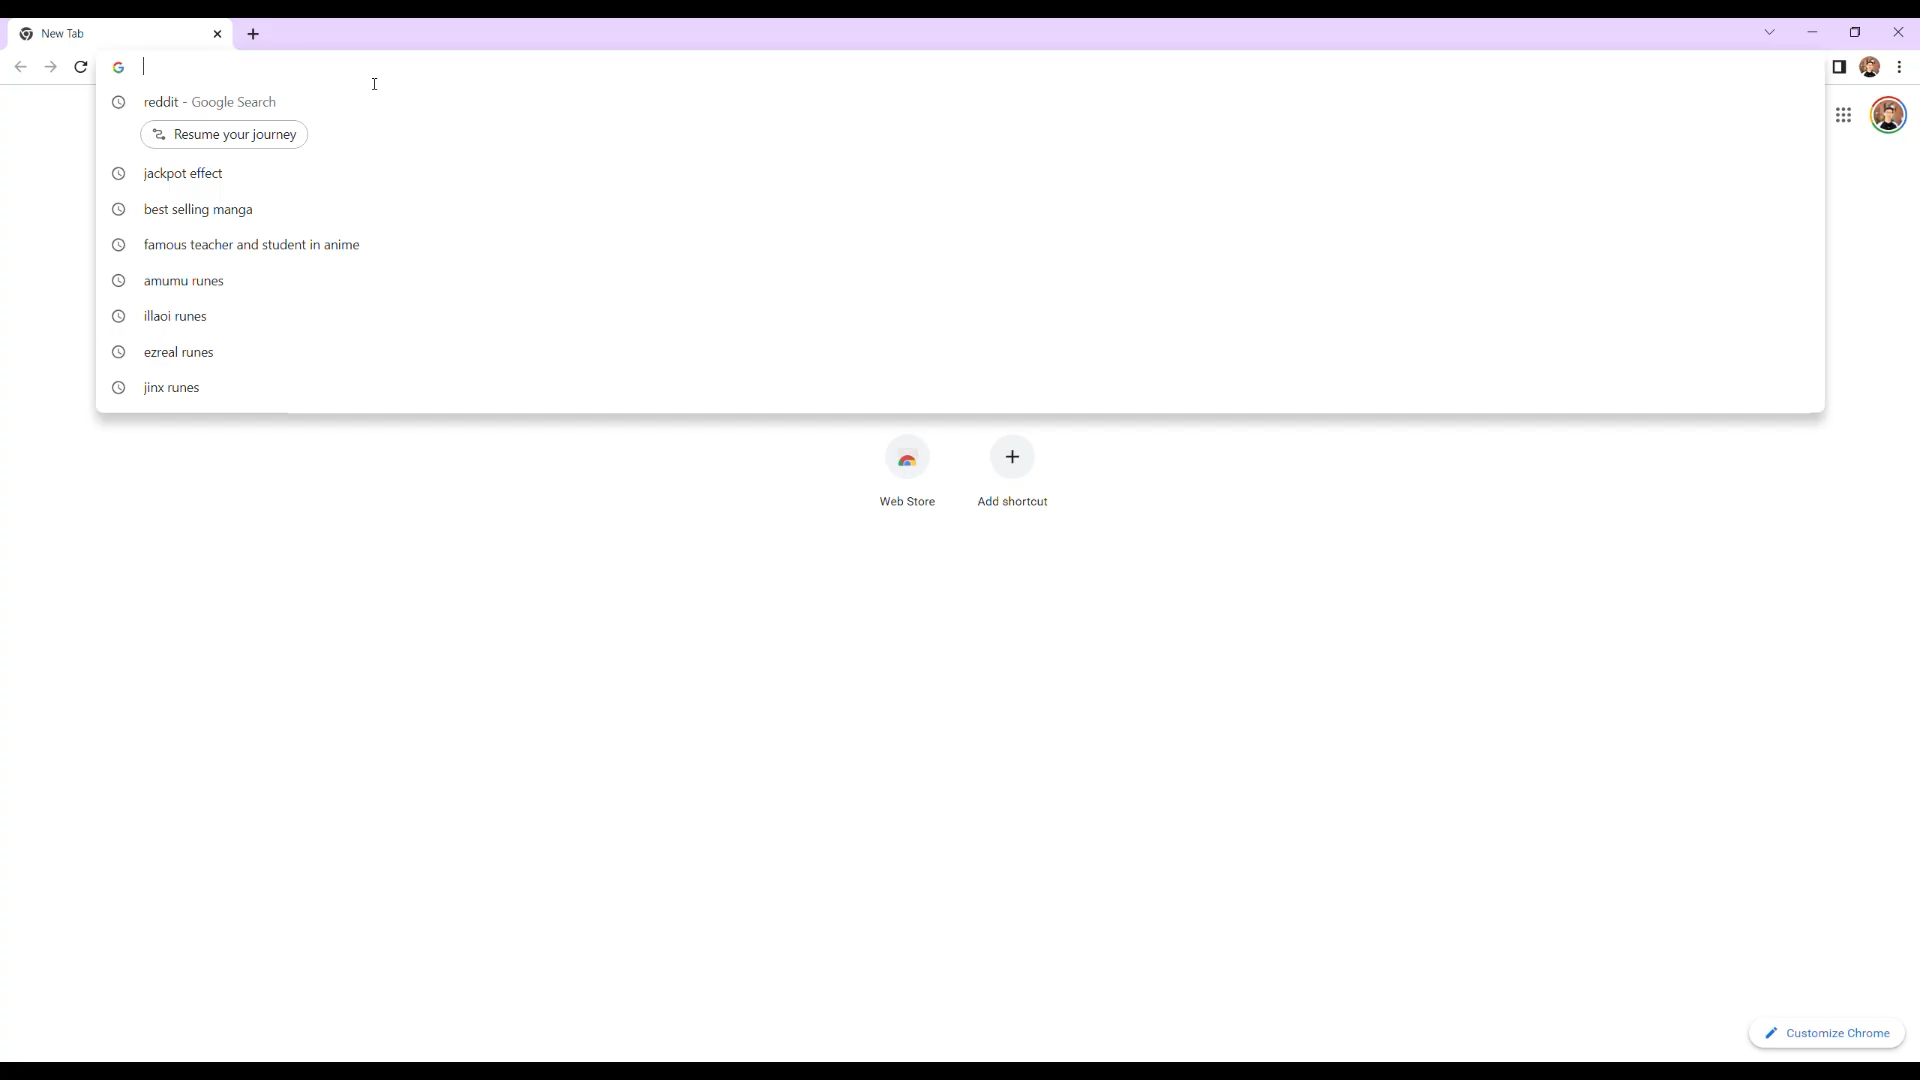 New Tab
reddit - Google Search
Resume your journey
jackpot effect
best selling manga
famous teacher and student in anime
amumu runes
illaoi runes
ezreal runes
jinx runes
Web Store
Add shortcut
Customize Chrome